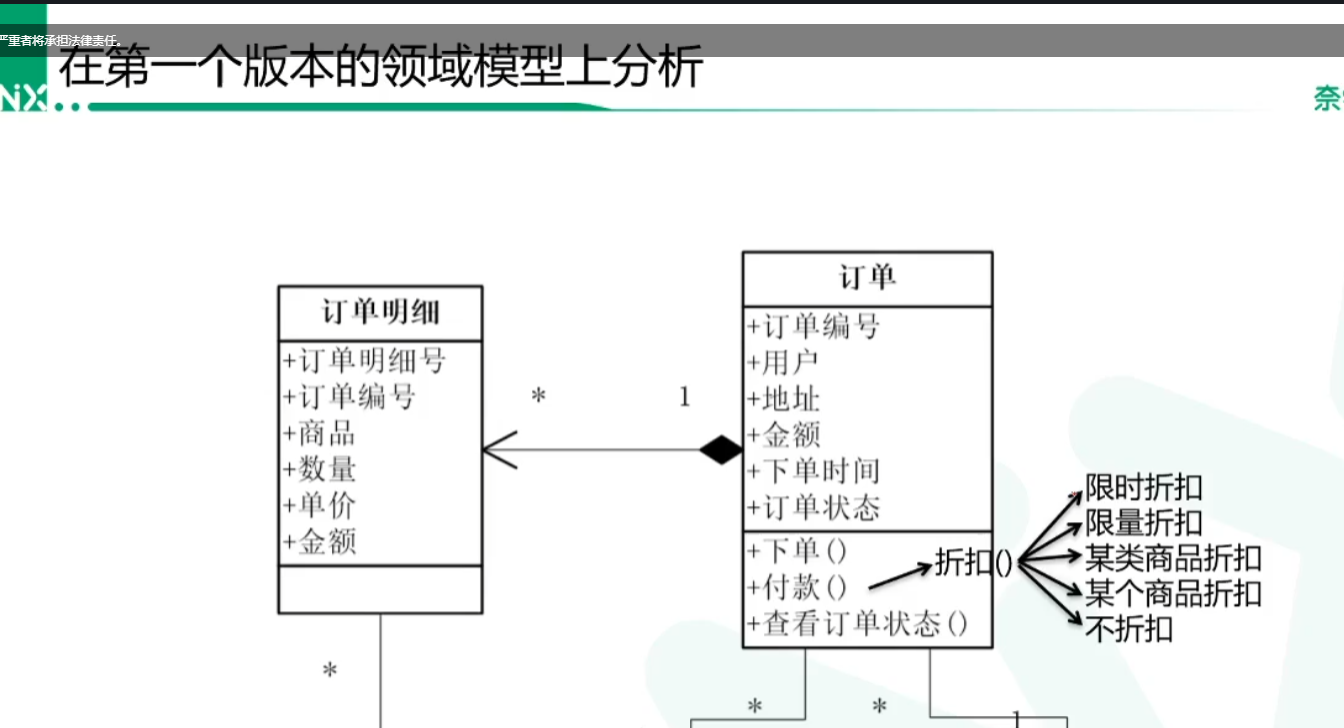 严重者将承担法律责任。
在第一个版本的领域模型上分析
NiX
奈
订单明细
+订单明细号
+订单编号
+商品
+数量
+单价
+金额
*
1
订单
+订单编号
+用户
+地址
+金额
+下单时间
+订单状态
+下单()
+付款()
+查看订单状态()
折扣()
限时折扣
限量折扣
某类商品折扣
某个商品折扣
不折扣
*
*
*
1